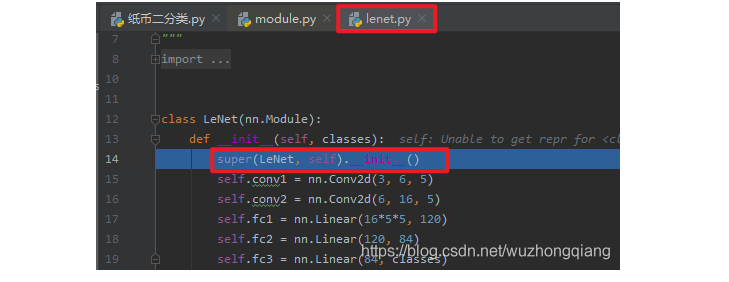 纸币二分类.py × module.py × lenet.py ×
7 """
8 import ...
10
11
12 class LeNet(nn.Module):
13 def __init__(self, classes): self: Unable to get repr for <cl
14 super(LeNet, self).__init__()
15 self.conv1 = nn.Conv2d(3, 6, 5)
16 self.conv2 = nn.Conv2d(6, 16, 5)
17 self.fc1 = nn.Linear(16*5*5, 120)
18 self.fc2 = nn.Linear(120, 84)
https://blog.csdn.net/wuzhongqiang
19 self.fc3 = nn.Linear(84, classes)